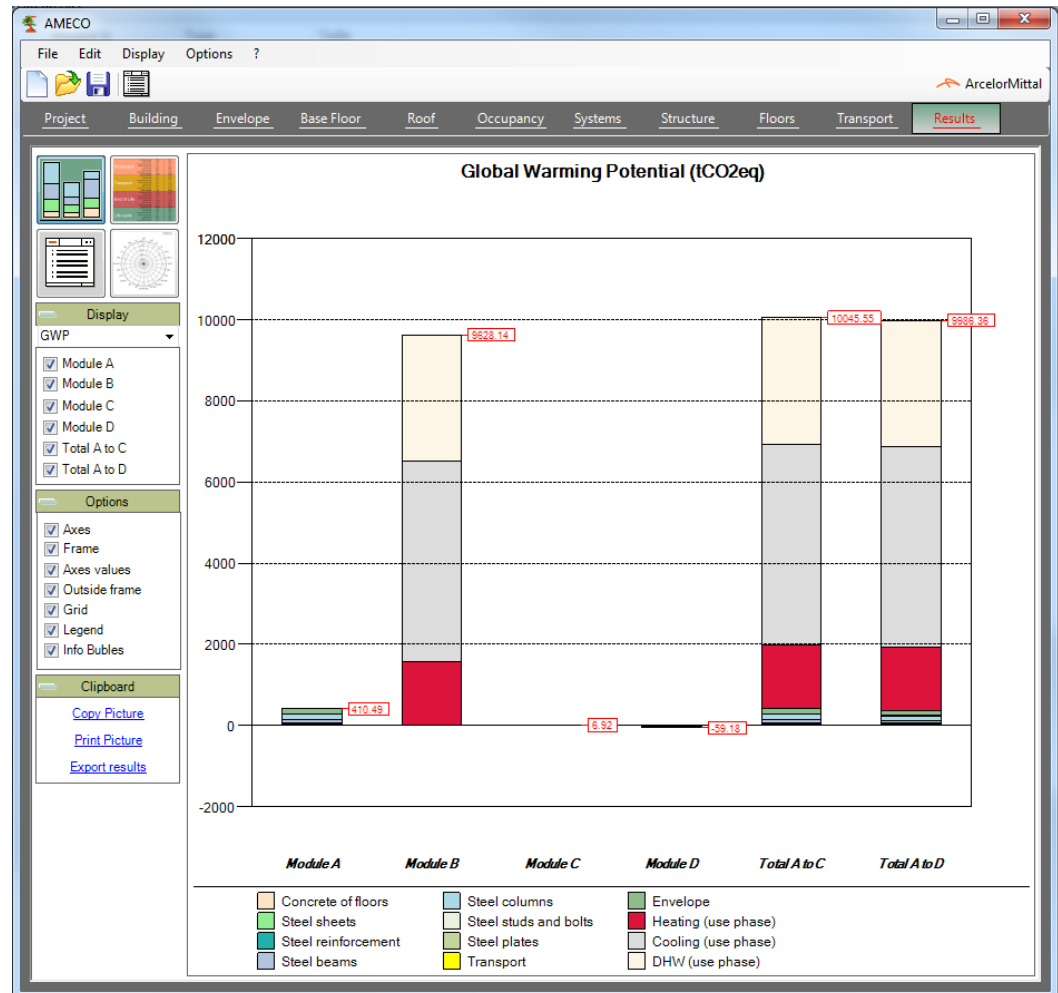 AMECO
File Edit Display Options ?
ArcelorMittal
Project Building Envelope Base Floor Roof Occupancy Systems Structure Floors Transport Results
Global Warming Potential (tCO2eq)
12000
10000
8000
6000
4000
2000
0
-2000
410.49
9628.14
6.92
-59.18
10045.55
9986.36
Module A Module B Module C Module D Total A to C Total A to D
Concrete of floors Steel columns Envelope
Steel sheets Steel studs and bolts Heating (use phase)
Steel reinforcement Steel plates Cooling (use phase)
Steel beams Transport DHW (use phase)
Display
GWP
Module A
Module B
Module C
Module D
Total A to C
Total A to D
Options
Axes
Frame
Axes values
Outside frame
Grid
Legend
Info Bubles
Clipboard
Copy Picture
Print Picture
Export results